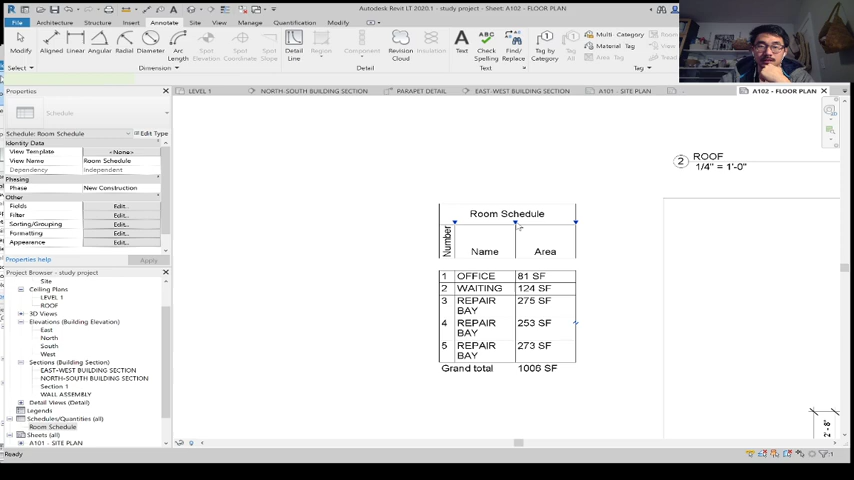 Autodesk Revit LT 2020.1 - study project - Sheet: A102 - FLOOR PLAN
File Architecture Structure Insert Annotate Site View Manage Quantification Modify
Modify Aligned Linear Angular Radial Diameter Arc Length Spot Elevation Spot Coordinate Detail Line Region Component Revision Cloud Insulation Text Check Spelling Find/ Replace Tag by Category Tag All
Multi Category
Material Tag
Area Tag
Room
Select Dimension Detail Text Tag
Properties
LEVEL 1 NORTH-SOUTH BUILDING SECTION PARAPET DETAIL EAST-WEST BUILDING SECTION A101 - SITE PLAN A102 - FLOOR PLAN
Schedule
Schedule: Room Schedule Edit Type
Identity Data
View Template <None>
View Name Room Schedule
Dependency Independent
Phasing
Phase New Construction
Other
Fields Edit...
Filter Edit...
Sorting/Grouping Edit...
Formatting Edit...
Appearance Edit...
Properties help Apply
Project Browser - study project
Site
Ceiling Plans
LEVEL 1
ROOF
3D Views
Elevations (Building Elevation)
East
North
South
West
Sections (Building Section)
EAST-WEST BUILDING SECTION
NORTH-SOUTH BUILDING SECTION
Section 1
WALL ASSEMBLY
Detail Views (Detail)
Legends
Schedules/Quantities (all)
Room Schedule
Sheets (all)
A101 - SITE PLAN
Ready
Room Schedule
Number Name Area
1 OFFICE 81 SF
2 WAITING 124 SF
3 REPAIR BAY 275 SF
4 REPAIR BAY 253 SF
5 REPAIR BAY 273 SF
Grand total 1006 SF
2 ROOF
1/4" = 1'-0"
2' - 8"